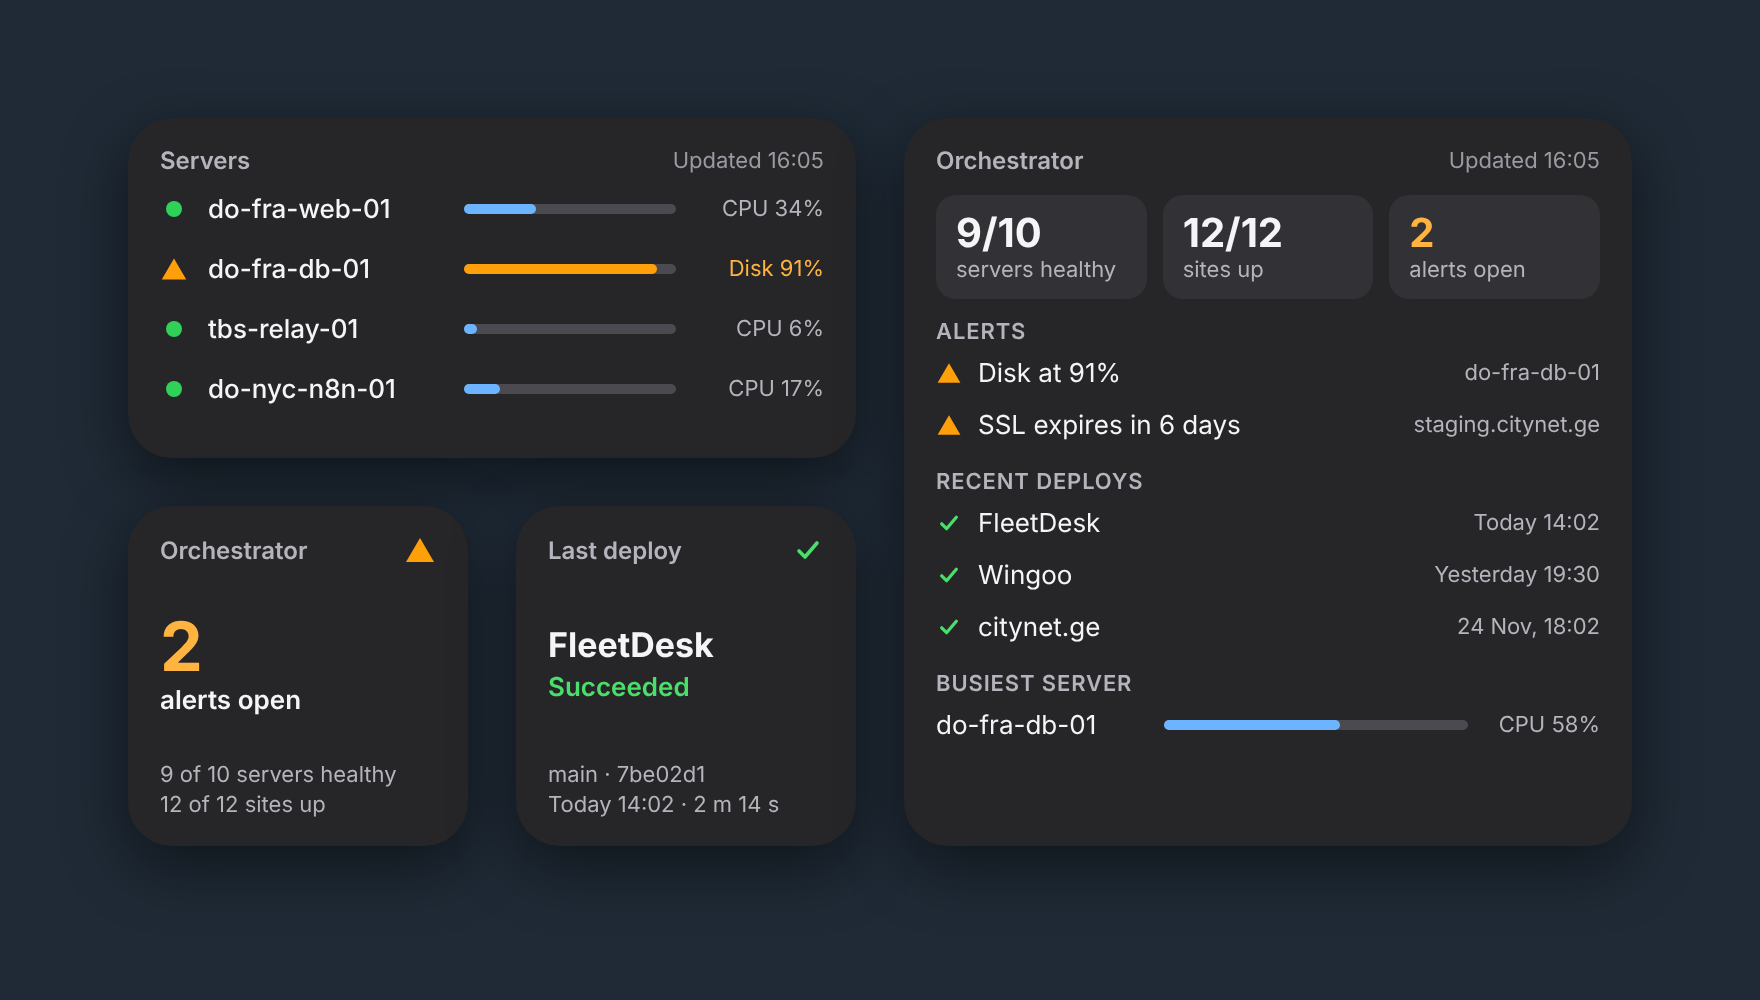 Servers
Updated 16:05
do-fra-web-01
CPU 34%
do-fra-db-01
Disk 91%
tbs-relay-01
CPU 6%
do-nyc-n8n-01
CPU 17%
Orchestrator
2
alerts open
9 of 10 servers healthy
12 of 12 sites up
Last deploy
FleetDesk
Succeeded
main · 7be02d1
Today 14:02 · 2 m 14 s
Orchestrator
Updated 16:05
9/10
servers healthy
12/12
sites up
2
alerts open
ALERTS
Disk at 91%
do-fra-db-01
SSL expires in 6 days
staging.citynet.ge
RECENT DEPLOYS
FleetDesk
Today 14:02
Wingoo
Yesterday 19:30
citynet.ge
24 Nov, 18:02
BUSIEST SERVER
do-fra-db-01
CPU 58%